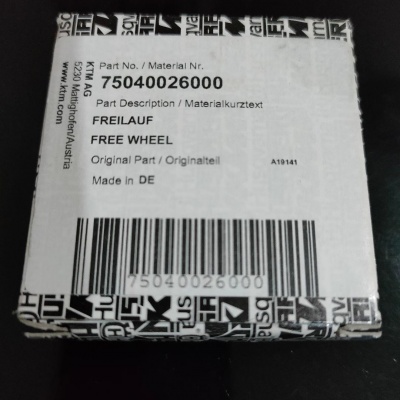 KTM AG
5230 Mattighofen/Austria
www.ktm.com
Part No. / Material Nr.
75040026000
Part Description / Materialkurztext
FREILAUF
FREE WHEEL
Original Part / Originalteil
A19141
Made in DE
75040026000